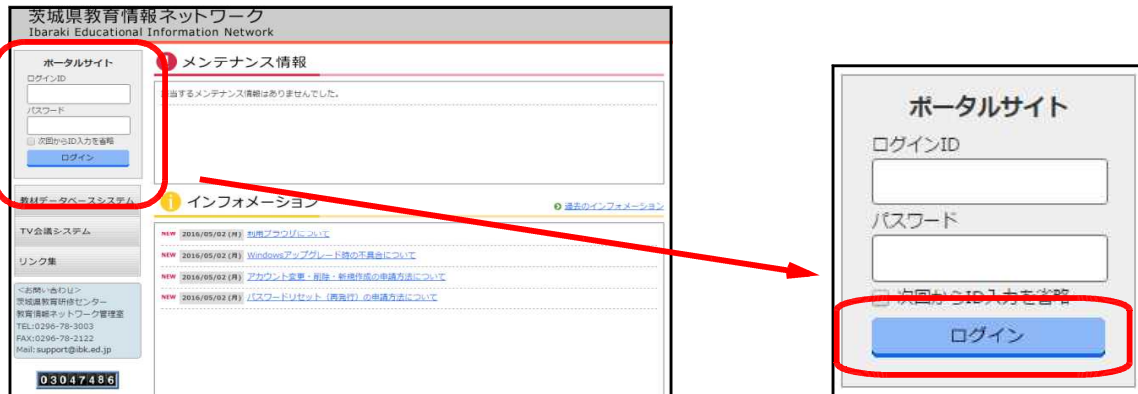 茨城県教育情報ネットワーク
Ibaraki Educational Information Network
ポータルサイト
ログインID
パスワード
次回からID入力を省略
ログイン
教材データベースシステム
TV会議システム
リンク集
<お問い合わせ>
茨城県教育研修センター
教育情報ネットワーク管理室
TEL:0296-78-3003
FAX:0296-78-2122
Mail:support@ibk.ed.jp
03047486
メンテナンス情報
当するメンテナンス情報はありませんでした。
インフォメーション
過去のインフォメーション
NEW 2016/05/02(月) 利用ブラウザについて
NEW 2016/05/02(月) Windowsアップグレード時の不具合について
NEW 2016/05/02(月) アカウント変更・削除・新規作成の申請方法について
NEW 2016/05/02(月) パスワードリセット（再発行）の申請方法について
ポータルサイト
ログインID
パスワード
次回からID入力を省略
ログイン